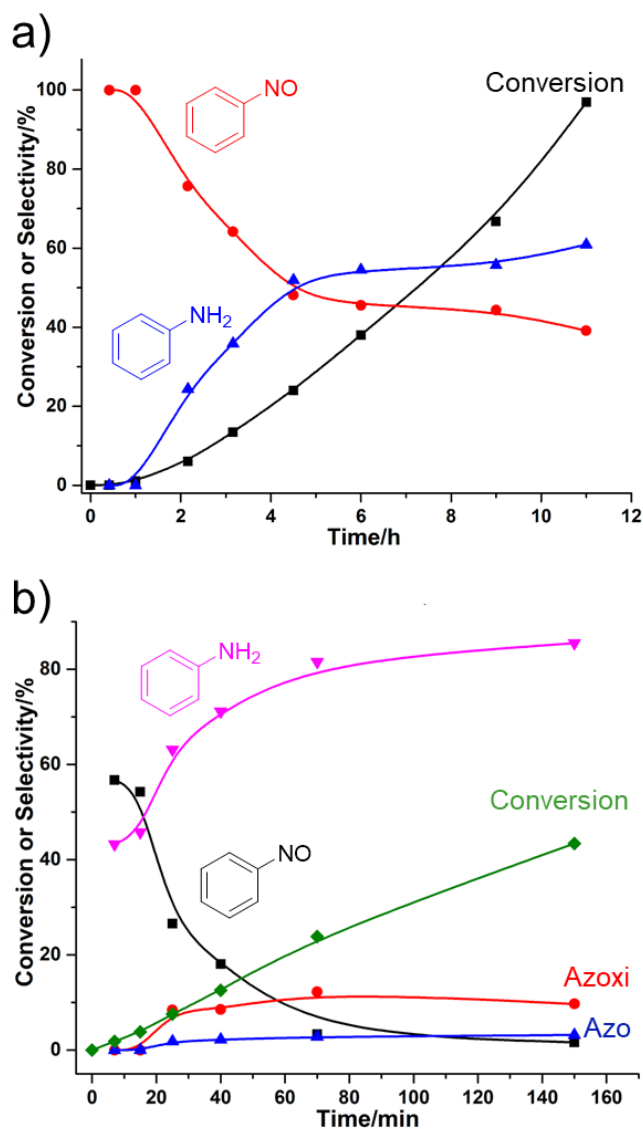 a)
NO
Conversion
100
80
60
40
20
0
Conversion or Selectivity/%
NH2
0 2 4 6 8 10 12
Time/h
b)
NH2
80
60
40
20
0
Conversion or Selectivity/%
Conversion
NO
Azoxi
Azo
0 20 40 60 80 100 120 140 160
Time/min